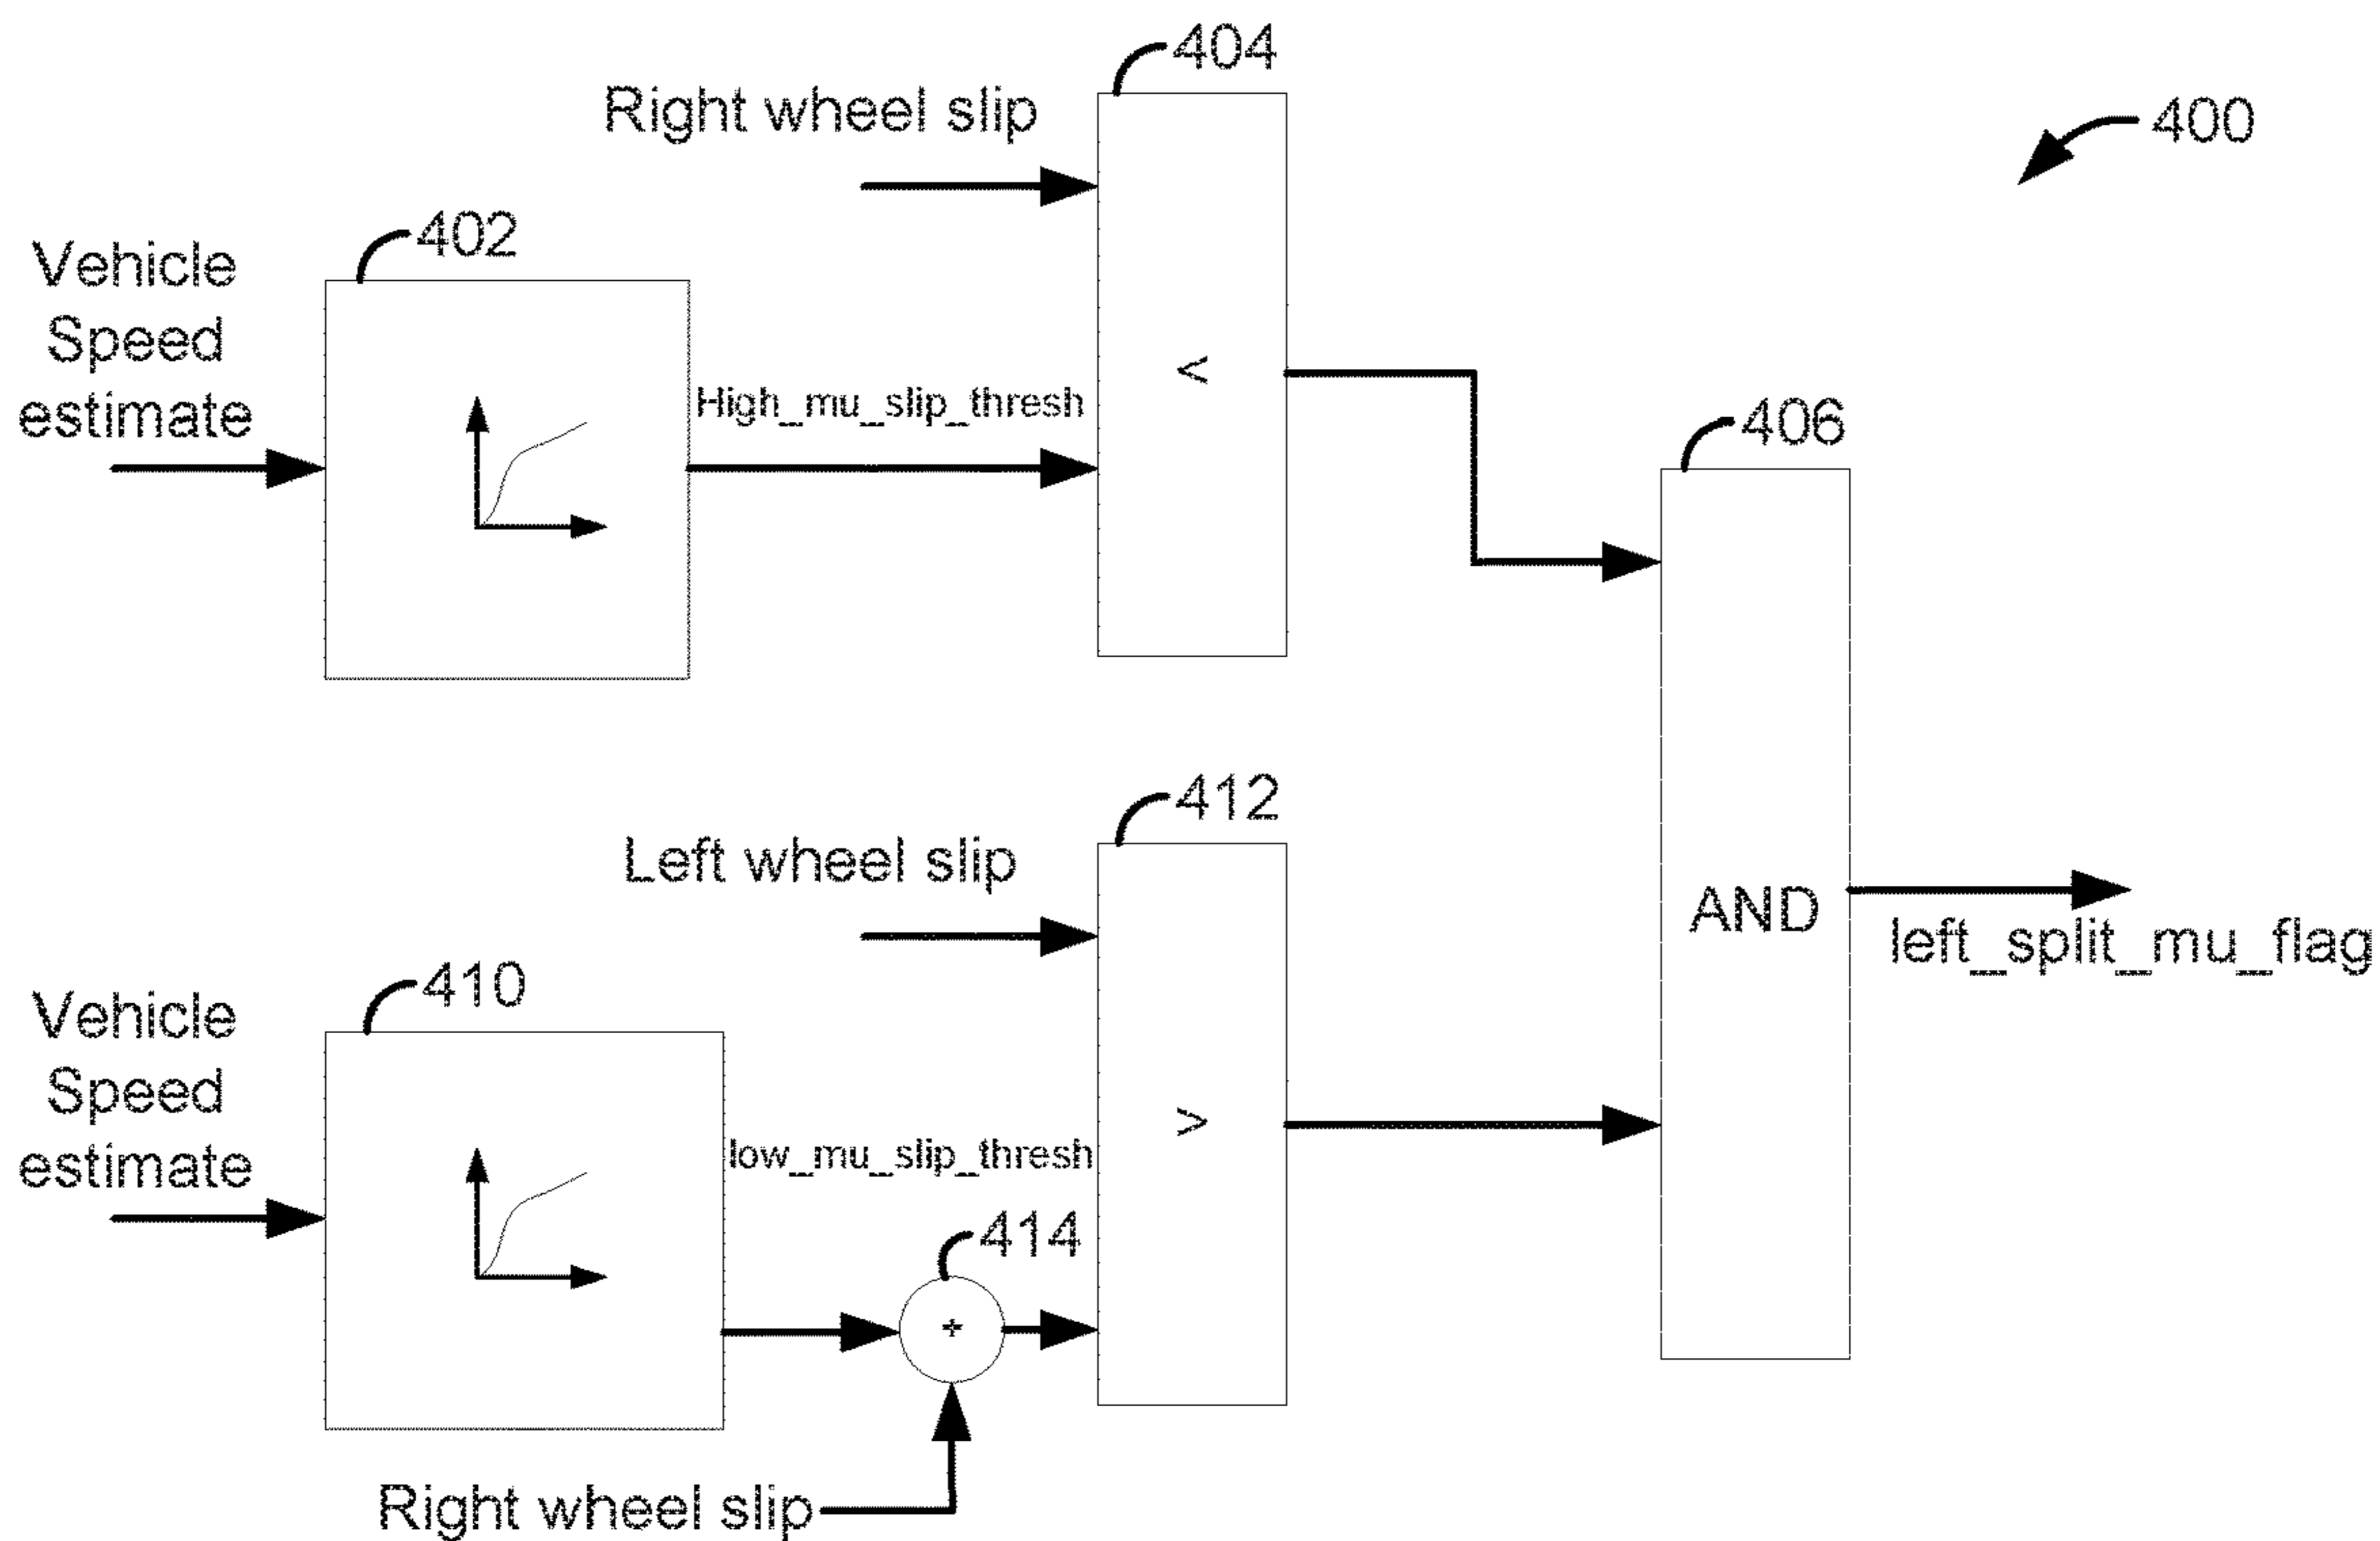 404
Right wheel slip
400
402
Vehicle
Speed
estimate
High_mu_slip_thresh
<
406
412
Left wheel slip
AND
left_split_mu_flag
410
Vehicle
Speed
estimate
low_mu_slip_thresh
>
414
+
Right wheel slip